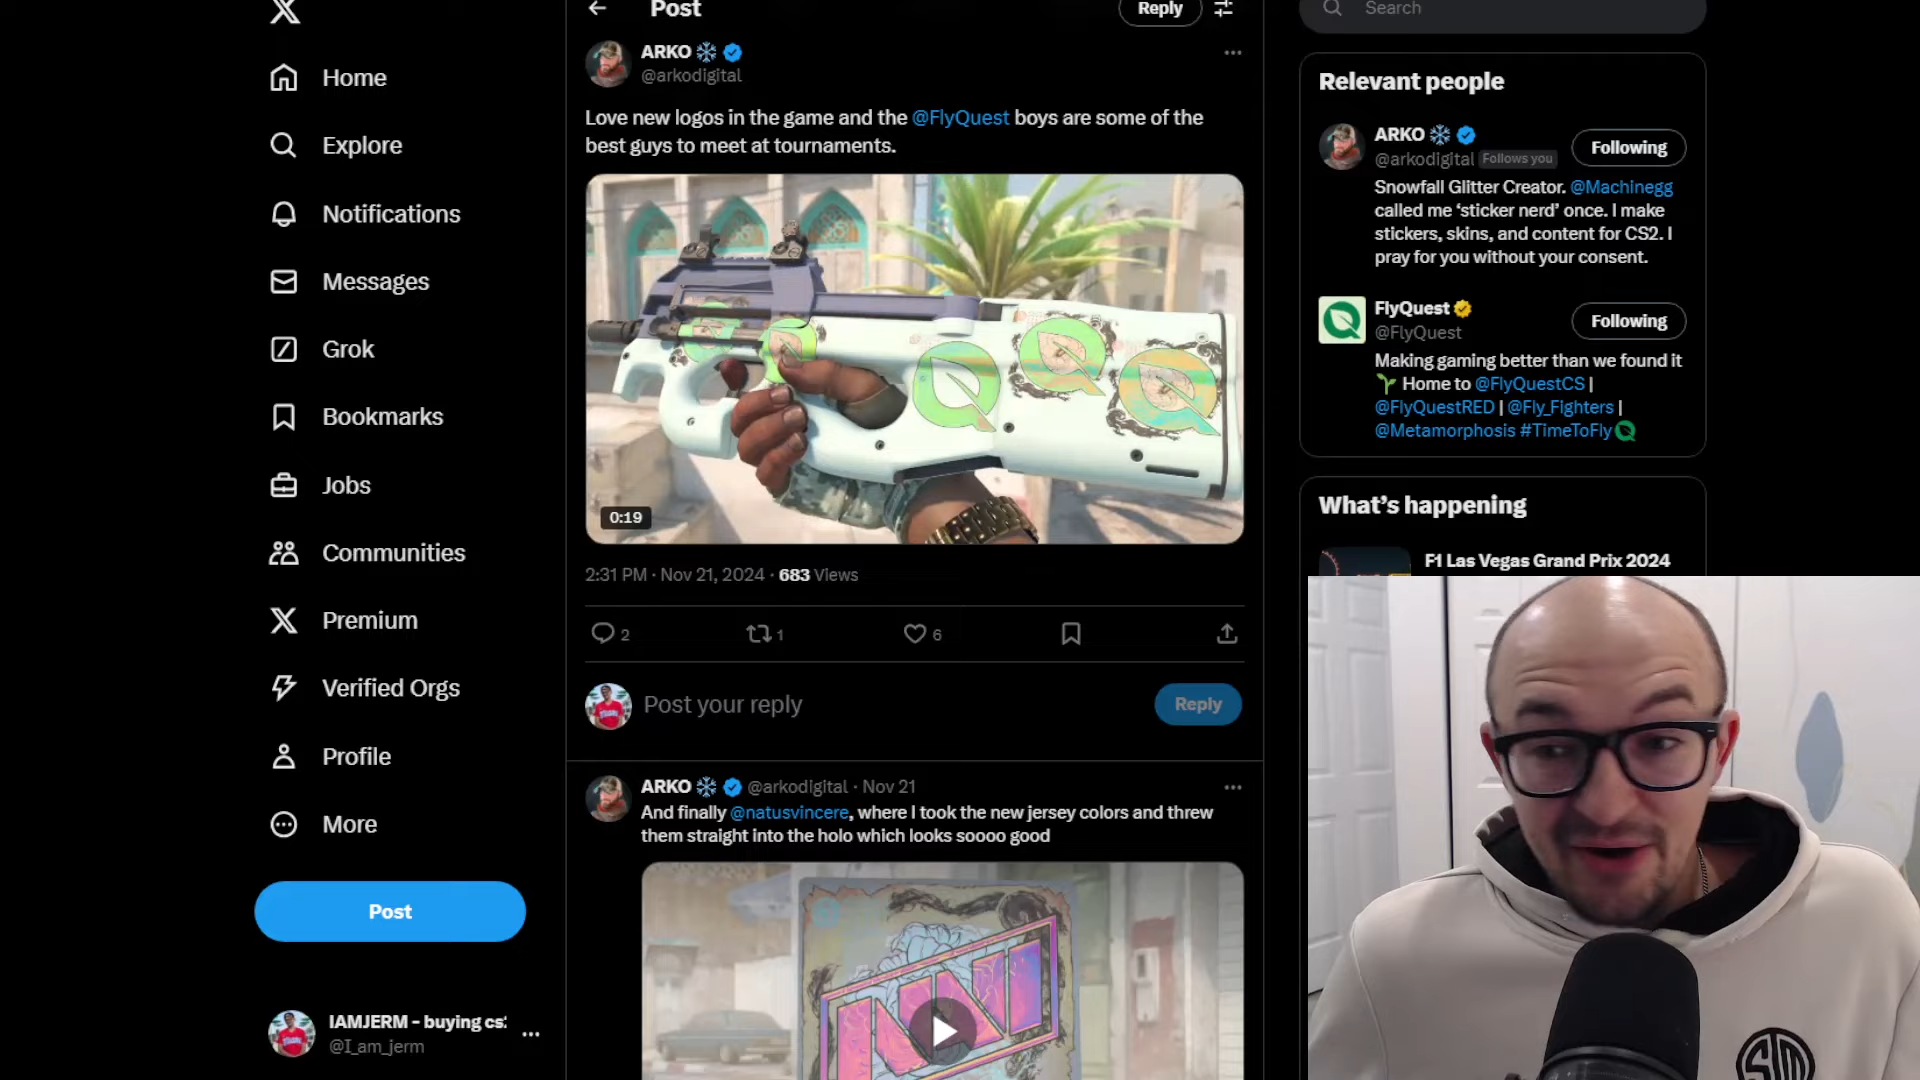 Home
Explore
Notifications
Messages
Grok
Bookmarks
Jobs
Communities
Premium
Verified Orgs
Profile
More
Post
IAMJERM - buying cs
@I_am_jerm
Post
Reply
ARKO
@arkodigital
Love new logos in the game and the @FlyQuest boys are some of the
best guys to meet at tournaments.
0:19
2:31 PM · Nov 21, 2024 · 683 Views
2
1
6
Post your reply
Reply
ARKO @arkodigital · Nov 21
And finally @natusvincere, where I took the new jersey colors and threw
them straight into the holo which looks soooo good
Search
Relevant people
ARKO
@arkodigital Follows you
Following
Snowfall Glitter Creator. @Machinegg
called me ‘sticker nerd’ once. I make
stickers, skins, and content for CS2. I
pray for you without your consent.
FlyQuest
@FlyQuest
Following
Making gaming better than we found it
Home to @FlyQuestCS |
@FlyQuestRED | @Fly_Fighters |
@Metamorphosis #TimeToFly
What’s happening
F1 Las Vegas Grand Prix 2024